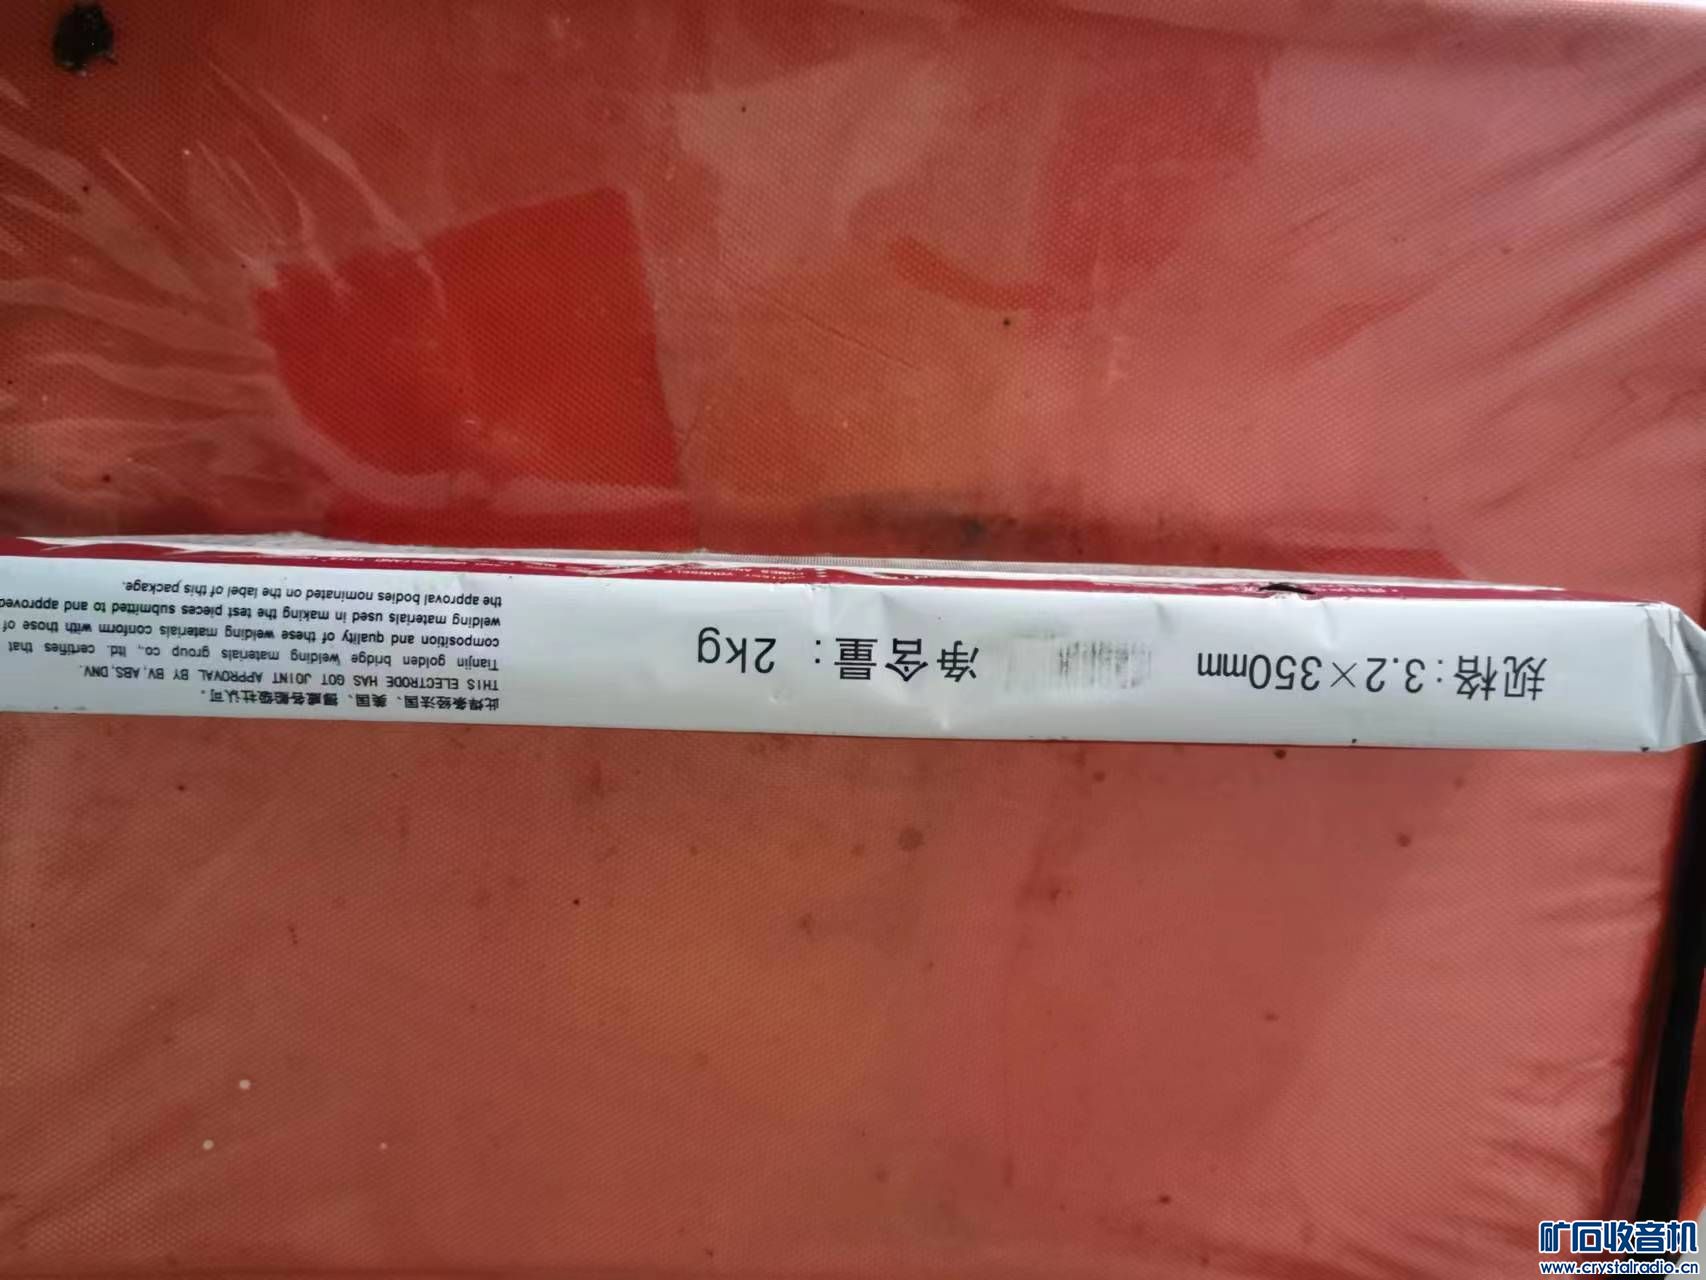 规格：3.2×350mm
净含量：2kg
此焊条经法国、美国、挪威各船级社认可。
THIS ELECTRODE HAS GOT JOINT APPROVAL BY BV, ABS, DNV.
Tianjin golden bridge welding materials group co., ltd. certifies that
composition and quality of these welding materials conform with those of
welding materials used in making the test pieces submitted to and approved
the approval bodies nominated on the label of this package.
矿石收音机
www.crystalradio.cn